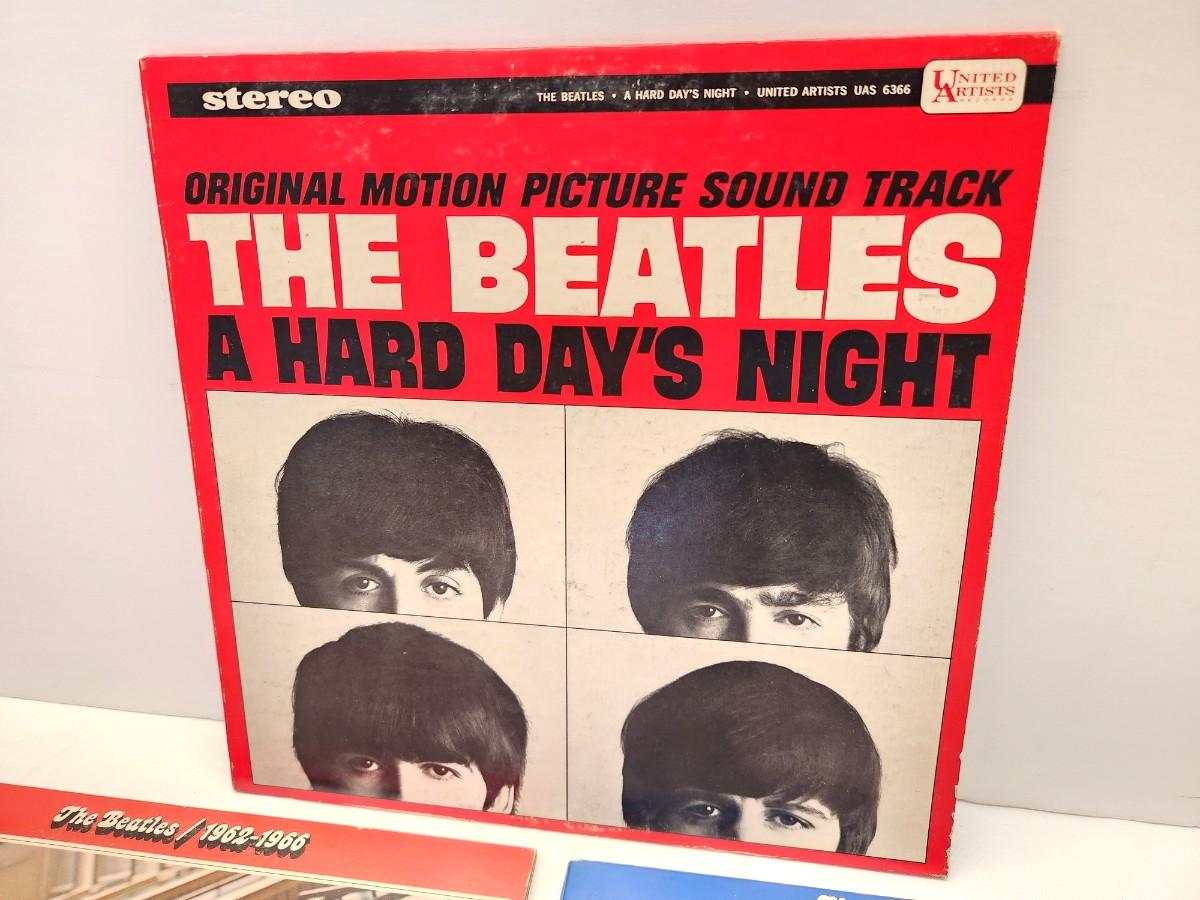 stereo
THE BEATLES • A HARD DAY'S NIGHT • UNITED ARTISTS UAS 6366
UNITED
ARTISTS
RECORDS
ORIGINAL MOTION PICTURE SOUND TRACK
THE BEATLES
A HARD DAY'S NIGHT
The Beatles / 1962-1966